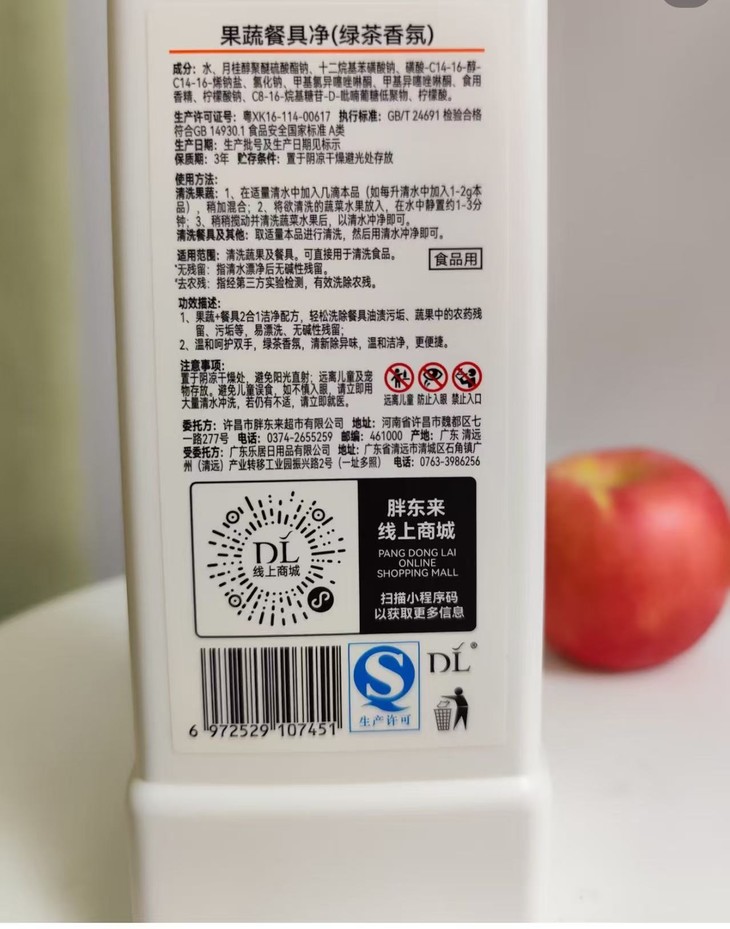 果蔬餐具净(绿茶香氛)
成分：水、月桂醇聚醚硫酸酯钠、十二烷基苯磺酸钠、磺酸-C14-16-醇-
C14-16-烯钠盐、氯化钠、甲基氯异噻唑啉酮、甲基异噻唑啉酮、食用
香精、柠檬酸钠、C8-16-烷基糖苷-D-吡喃葡糖低聚物、柠檬酸。
生产许可证号：粤XK16-114-00617 执行标准：GB/T 24691 检验合格
符合GB 14930.1 食品安全国家标准 A类
生产日期：生产批号及生产日期见标示
保质期：3年 贮存条件：置于阴凉干燥避光处存放
使用方法：
清洗果蔬：1、在适量清水中加入几滴本品（如每升清水中加入1-2g本
品），稍加混合；2、将欲清洗的蔬菜水果放入，在水中静置约1-3分
钟；3、稍稍搅动并清洗蔬菜水果后，以清水冲净即可。
清洗餐具及其他：取适量本品进行清洗，然后用清水冲净即可。
适用范围：清洗蔬果及餐具。可直接用于清洗食品。
*无残留：指清水漂净后无碱性残留。
*去农残：指经第三方实验检测，有效洗除农残。
食品用
功效描述：
1、果蔬+餐具2合1洁净配方，轻松洗除餐具油渍污垢、蔬果中的农药残
留、污垢等，易漂洗、无碱性残留；
2、温和呵护双手，绿茶香氛，清新除异味，温和洁净，更便捷。
注意事项：
置于阴凉干燥处，避免阳光直射；远离儿童及宠
物存放。避免儿童误食，如不慎入眼，请立即用
大量清水冲洗，若仍有不适，请立即就医。
远离儿童 防止入眼 禁止入口
委托方：许昌市胖东来超市有限公司 地址：河南省许昌市魏都区七
一路277号 电话：0374-2655259 邮编：461000 产地：广东 清远
受委托方：广东乐居日用品有限公司 地址：广东省清远市清城区石角镇广
州（清远）产业转移工业园振兴路2号（一址多照） 电话：0763-3986256
DL
线上商城
胖东来
线上商城
PANG DONG LAI
ONLINE
SHOPPING MALL
扫描小程序码
以获取更多信息
6 972529 107451
生产许可
DL®